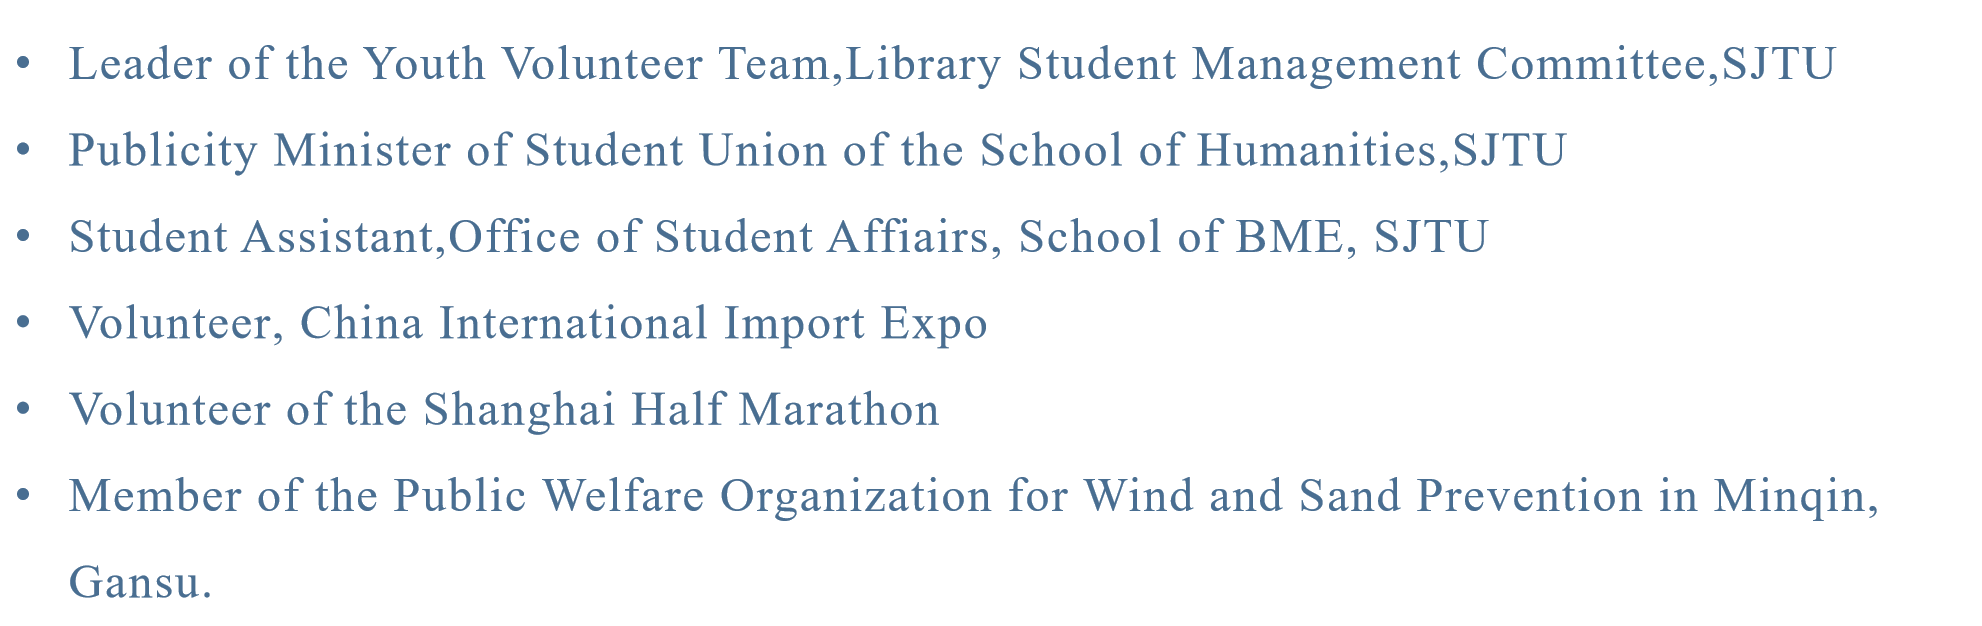 • Leader of the Youth Volunteer Team,Library Student Management Committee,SJTU
• Publicity Minister of Student Union of the School of Humanities,SJTU
• Student Assistant,Office of Student Affiairs, School of BME, SJTU
• Volunteer, China International Import Expo
• Volunteer of the Shanghai Half Marathon
• Member of the Public Welfare Organization for Wind and Sand Prevention in Minqin,
Gansu.